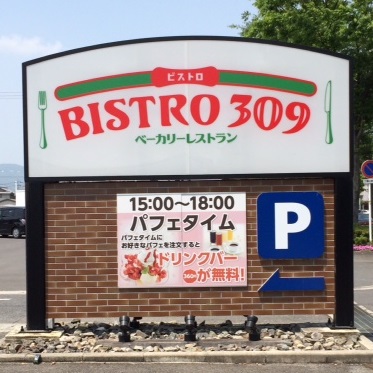 ビストロ
BISTRO 309
ベーカリーレストラン
15:00〜18:00
パフェタイム
パフェタイムに
お好きなパフェを注文すると
ドリンクバー
が無料!
P